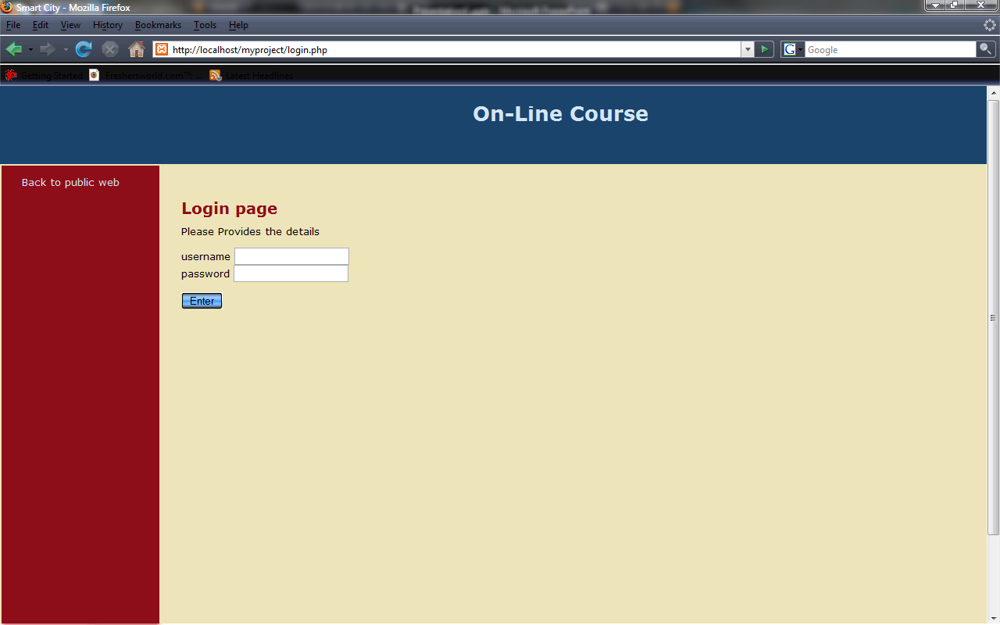 Smart City - Mozilla Firefox
File Edit View History Bookmarks Tools Help
http://localhost/myproject/login.php
Google
Getting Started Freshersworld.com™: ... Latest Headlines
On-Line Course
Back to public web
Login page
Please Provides the details
username
password
Enter